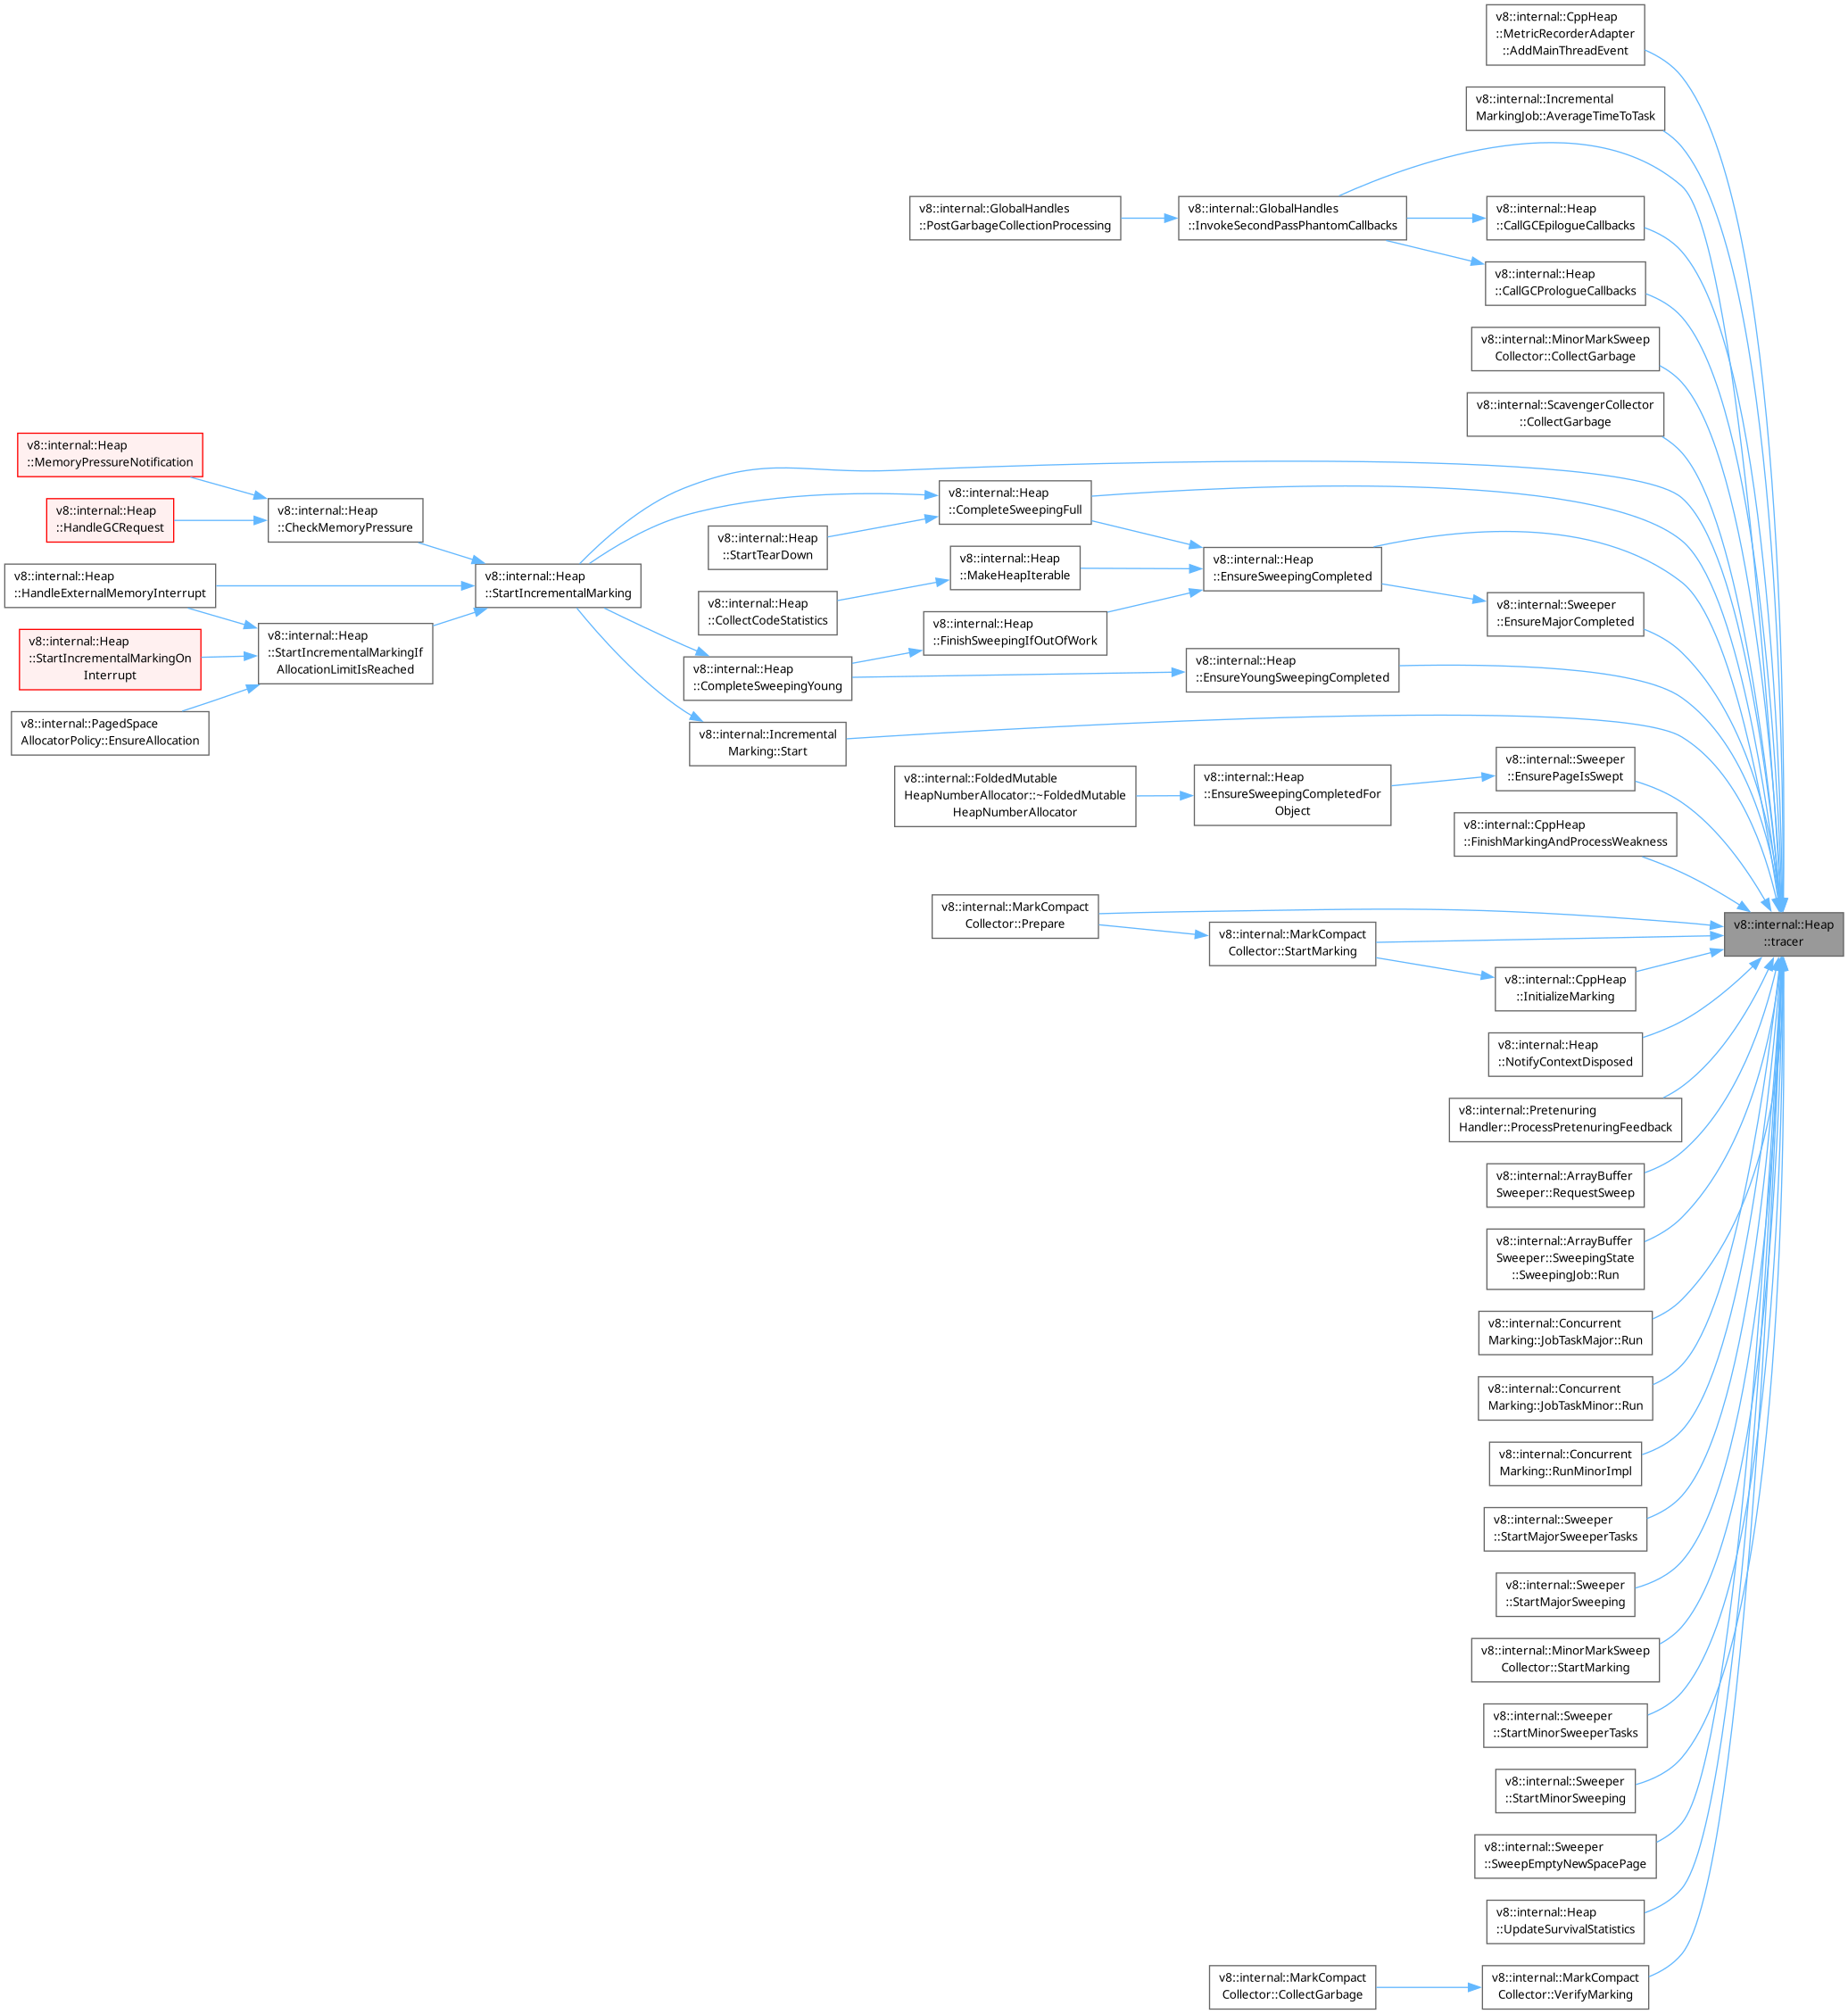 v8::internal::CppHeap
::MetricRecorderAdapter
::AddMainThreadEvent
v8::internal::Incremental
MarkingJob::AverageTimeToTask
v8::internal::GlobalHandles
::PostGarbageCollectionProcessing
v8::internal::GlobalHandles
::InvokeSecondPassPhantomCallbacks
v8::internal::Heap
::CallGCEpilogueCallbacks
v8::internal::Heap
::CallGCPrologueCallbacks
v8::internal::MinorMarkSweep
Collector::CollectGarbage
v8::internal::ScavengerCollector
::CollectGarbage
v8::internal::Heap
::MemoryPressureNotification
v8::internal::Heap
::HandleGCRequest
v8::internal::Heap
::CheckMemoryPressure
v8::internal::Heap
::CompleteSweepingFull
v8::internal::Heap
::StartTearDown
v8::internal::Heap
::MakeHeapIterable
v8::internal::Heap
::EnsureSweepingCompleted
v8::internal::Heap
::HandleExternalMemoryInterrupt
v8::internal::Heap
::StartIncrementalMarking
v8::internal::Heap
::CollectCodeStatistics
v8::internal::Sweeper
::EnsureMajorCompleted
v8::internal::Heap
::StartIncrementalMarkingOn
Interrupt
v8::internal::Heap
::StartIncrementalMarkingIf
AllocationLimitIsReached
v8::internal::Heap
::FinishSweepingIfOutOfWork
v8::internal::Heap
::CompleteSweepingYoung
v8::internal::Heap
::EnsureYoungSweepingCompleted
v8::internal::PagedSpace
AllocatorPolicy::EnsureAllocation
v8::internal::Incremental
Marking::Start
v8::internal::FoldedMutable
HeapNumberAllocator::~FoldedMutable
HeapNumberAllocator
v8::internal::Heap
::EnsureSweepingCompletedFor
Object
v8::internal::Sweeper
::EnsurePageIsSwept
v8::internal::CppHeap
::FinishMarkingAndProcessWeakness
v8::internal::MarkCompact
Collector::Prepare
v8::internal::MarkCompact
Collector::StartMarking
v8::internal::Heap
::tracer
v8::internal::CppHeap
::InitializeMarking
v8::internal::Heap
::NotifyContextDisposed
v8::internal::Pretenuring
Handler::ProcessPretenuringFeedback
v8::internal::ArrayBuffer
Sweeper::RequestSweep
v8::internal::ArrayBuffer
Sweeper::SweepingState
::SweepingJob::Run
v8::internal::Concurrent
Marking::JobTaskMajor::Run
v8::internal::Concurrent
Marking::JobTaskMinor::Run
v8::internal::Concurrent
Marking::RunMinorImpl
v8::internal::Sweeper
::StartMajorSweeperTasks
v8::internal::Sweeper
::StartMajorSweeping
v8::internal::MinorMarkSweep
Collector::StartMarking
v8::internal::Sweeper
::StartMinorSweeperTasks
v8::internal::Sweeper
::StartMinorSweeping
v8::internal::Sweeper
::SweepEmptyNewSpacePage
v8::internal::Heap
::UpdateSurvivalStatistics
v8::internal::MarkCompact
Collector::CollectGarbage
v8::internal::MarkCompact
Collector::VerifyMarking